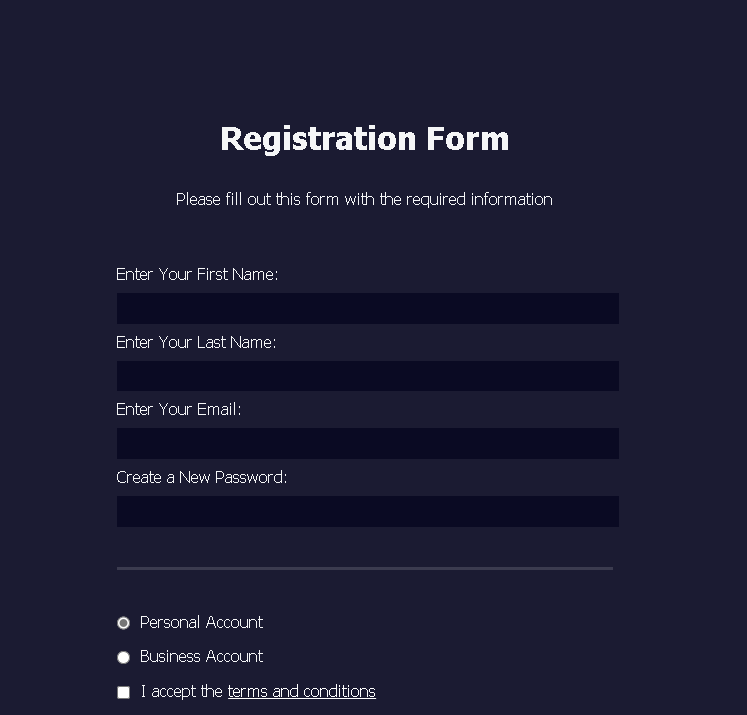 Registration Form
Please fill out this form with the required information
Enter Your First Name:
Enter Your Last Name:
Enter Your Email:
Create a New Password:
Personal Account
Business Account
I accept the terms and conditions